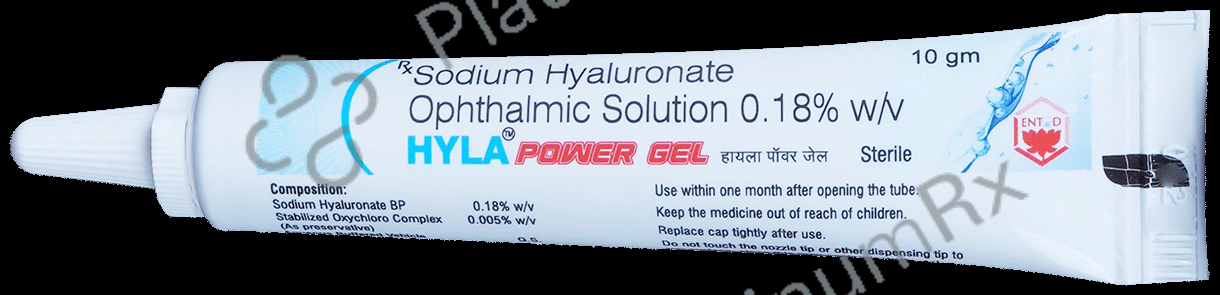 Rx Sodium Hyaluronate
10 gm
Ophthalmic Solution 0.18% w/v
HYLA™ POWER GEL हायला पॉवर जेल Sterile
ENTOD
Composition:
Sodium Hyaluronate BP 0.18% w/v
Stabilized Oxychloro Complex 0.005% w/v
(As preservative)
Buffered Vehicle Q.S.
Use within one month after opening the tube.
Keep the medicine out of reach of children.
Replace cap tightly after use.
Do not touch the nozzle tip or other dispensing tip to
PlatinumRx